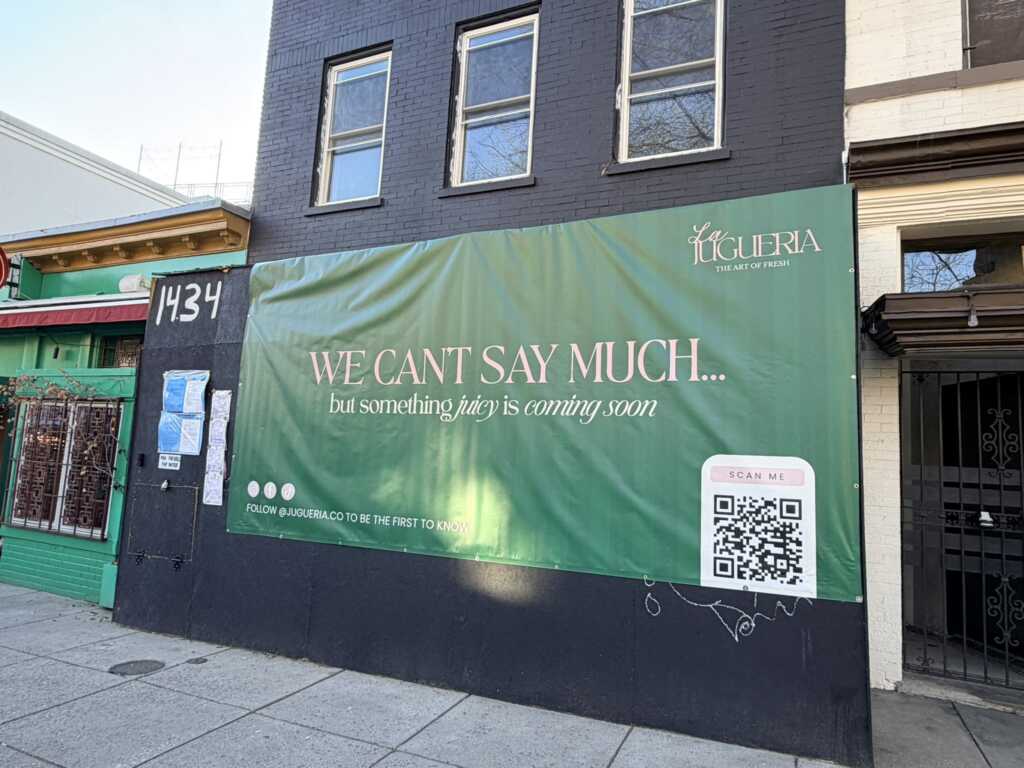 1434
La
JUGUERIA
THE ART OF FRESH
WE CANT SAY MUCH...
but something juicy is coming soon
SCAN ME
FOLLOW @JUGUERIA.CO TO BE THE FIRST TO KNOW